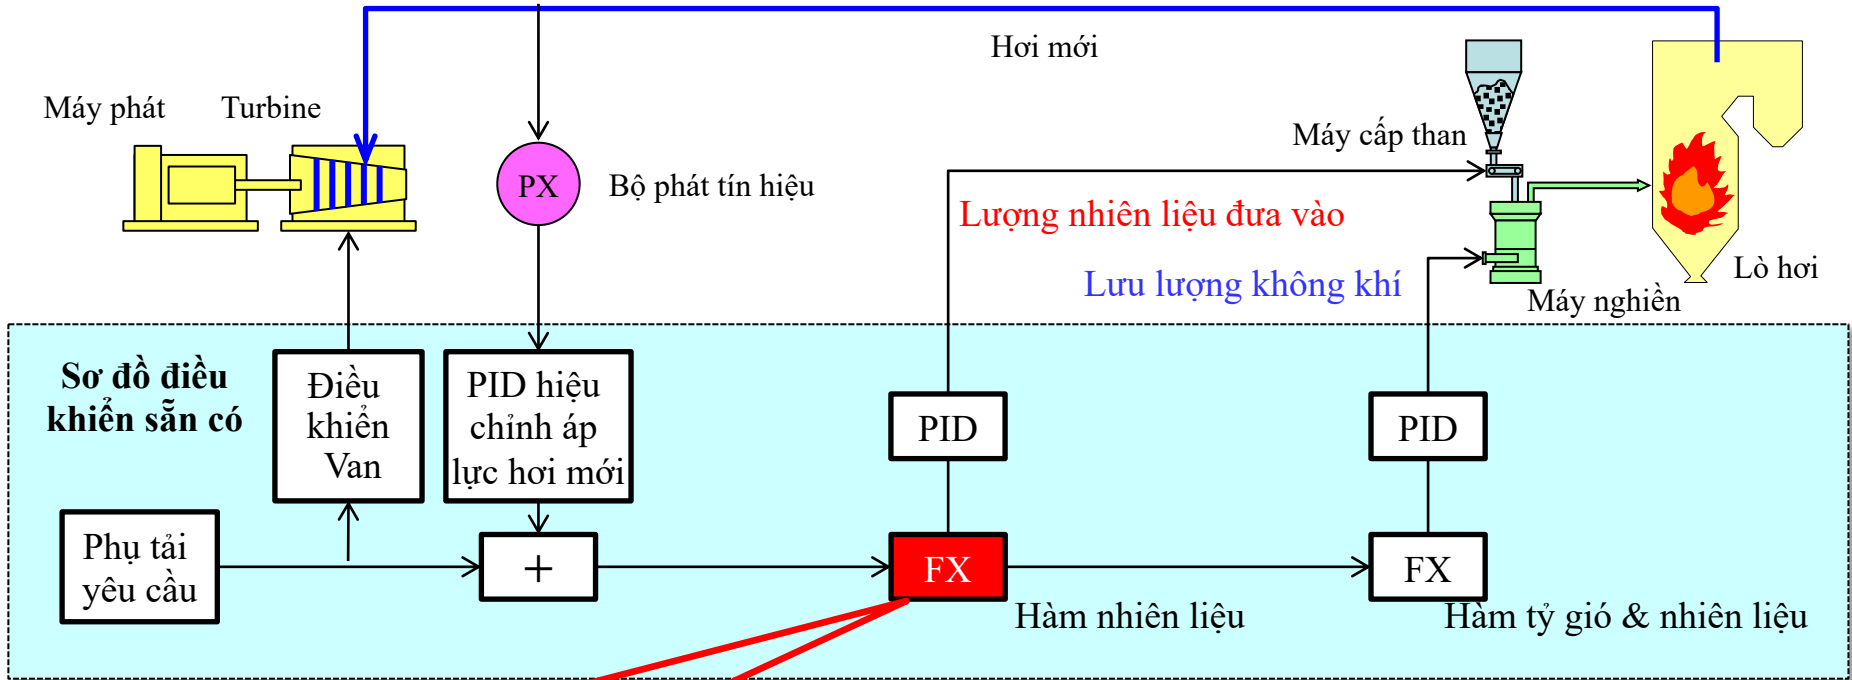 Hơi mới
Máy phát
Turbine
Máy cấp than
PX
Bộ phát tín hiệu
Lượng nhiên liệu đưa vào
Lưu lượng không khí
Lò hơi
Máy nghiền
Sơ đồ điều
khiển sẵn có
Điều
khiển
Van
PID hiệu
chỉnh áp
lực hơi mới
PID
PID
Phụ tải
yêu cầu
+
FX
FX
Hàm nhiên liệu
Hàm tỷ gió & nhiên liệu